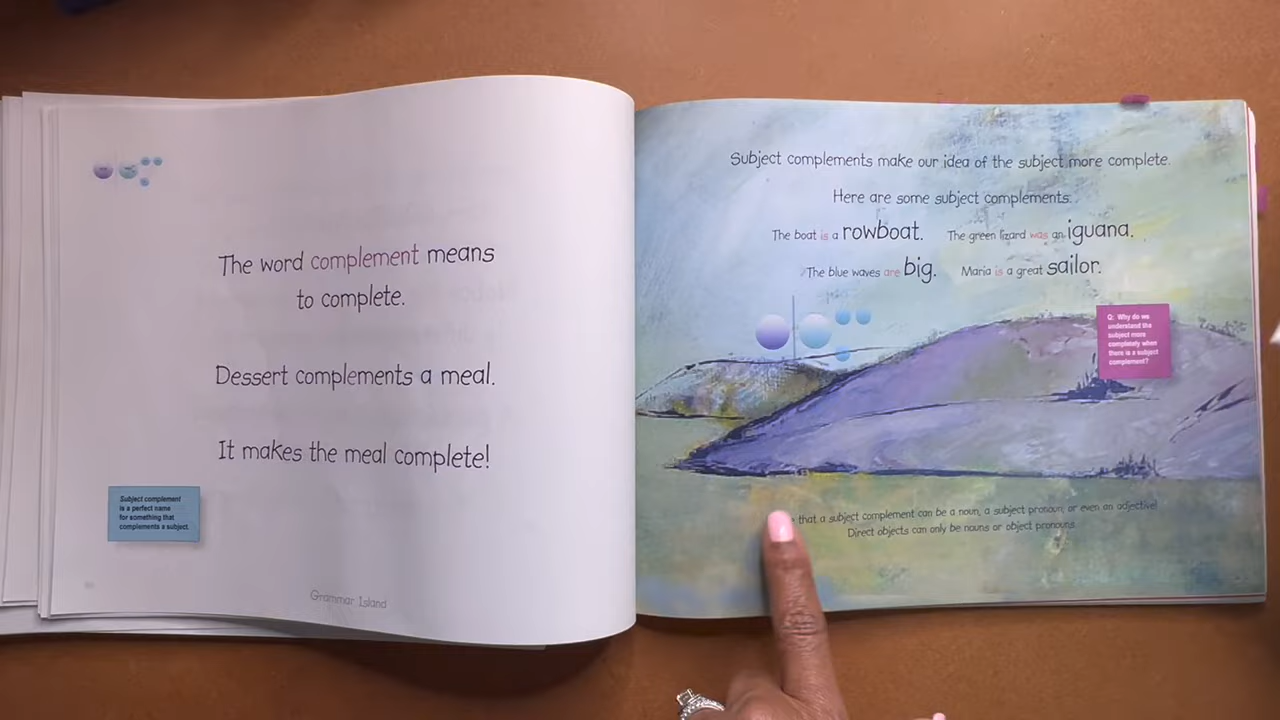 The word complement means
to complete.
Dessert complements a meal.
It makes the meal complete!
Subject complement
is a perfect name
for something that
complements a subject.
Grammar Island
Subject complements make our idea of the subject more complete.
Here are some subject complements:
The boat is a rowboat. The green lizard was an iguana.
The blue waves are big. Maria is a great sailor.
Q: Why do we
understand the
subject more
completely when
there is a subject
complement?
that a subject complement can be a noun, a subject pronoun, or even an adjective!
Direct objects can only be nouns or object pronouns.